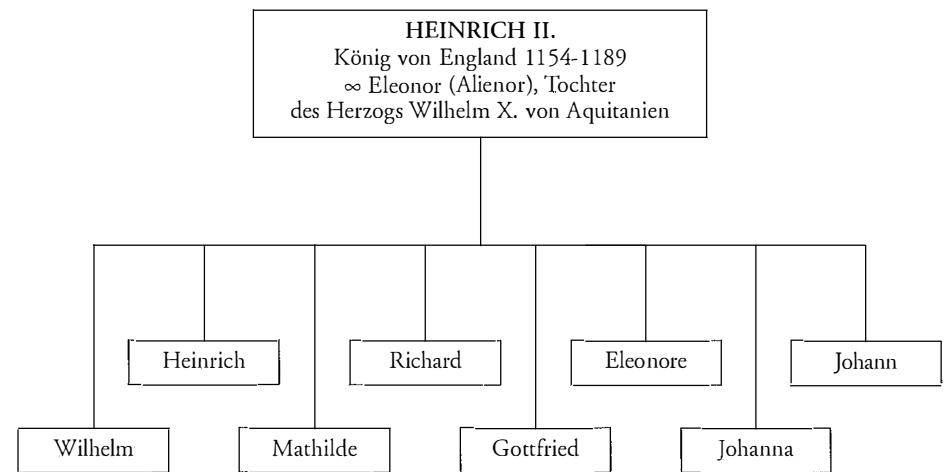 HEINRICH II.
König von England 1154-1189
∞ Eleonor (Alienor), Tochter
des Herzogs Wilhelm X. von Aquitanien
Heinrich
Richard
Eleonore
Johann
Wilhelm
Mathilde
Gottfried
Johanna